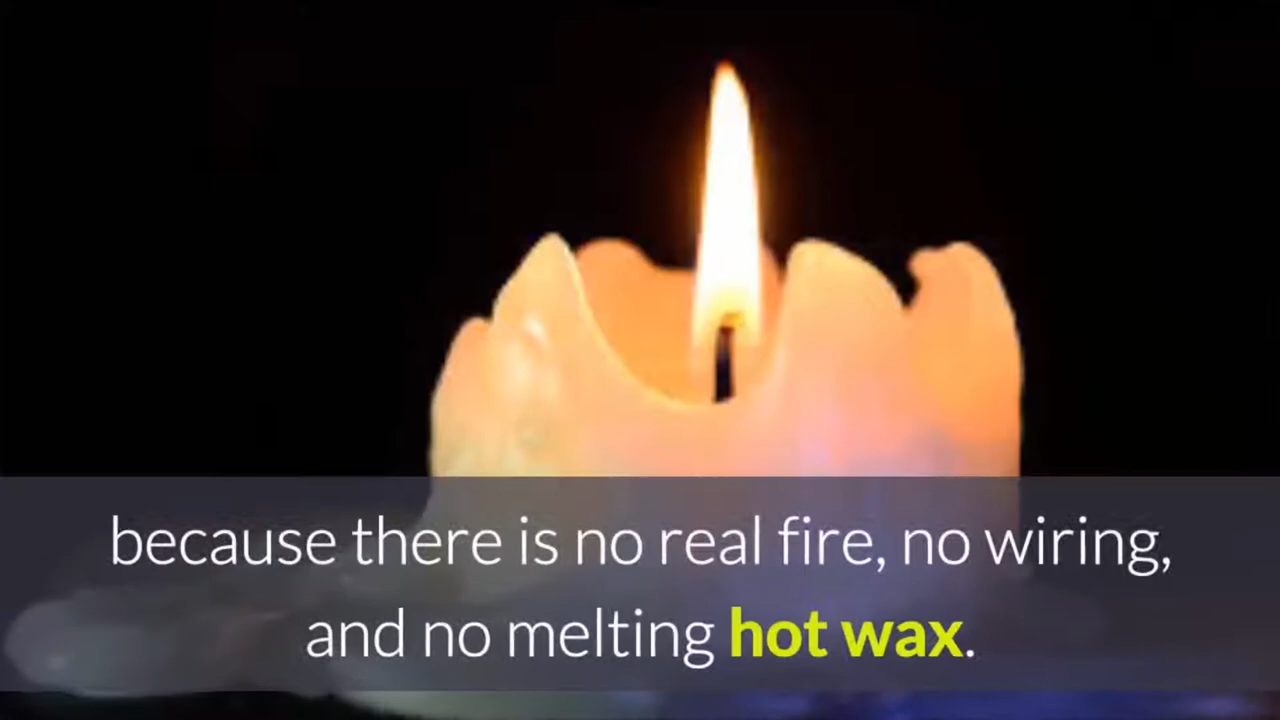 because there is no real fire, no wiring,
and no melting hot wax.